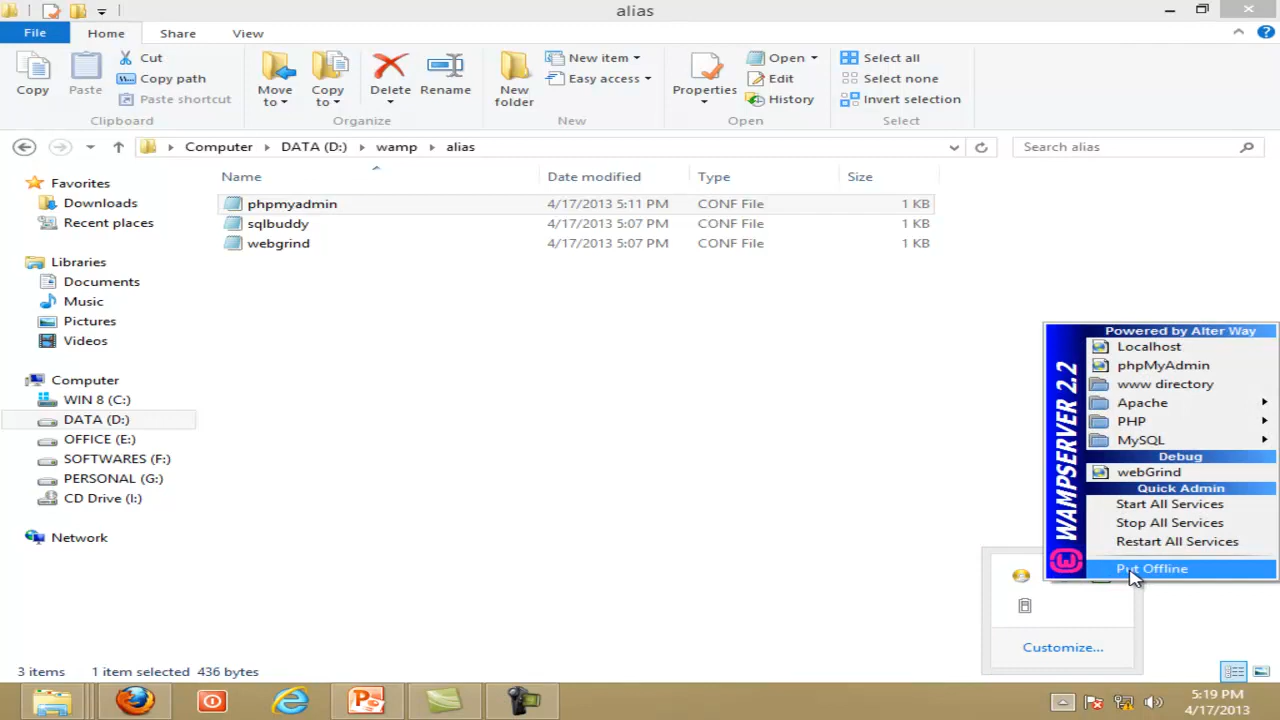 alias
File Home Share View
Copy
Paste
Cut
Copy path
Paste shortcut
Clipboard
Move to
Copy to
Delete
Rename
Organize
New folder
New item
Easy access
New
Properties
Open
Edit
History
Open
Select all
Select none
Invert selection
Select
Computer DATA (D:) wamp alias
Search alias
Name Date modified Type Size
phpmyadmin 4/17/2013 5:11 PM CONF File 1 KB
sqlbuddy 4/17/2013 5:07 PM CONF File 1 KB
webgrind 4/17/2013 5:07 PM CONF File 1 KB
Favorites
Downloads
Recent places
Libraries
Documents
Music
Pictures
Videos
Computer
WIN 8 (C:)
DATA (D:)
OFFICE (E:)
SOFTWARES (F:)
PERSONAL (G:)
CD Drive (I:)
Network
WAMPSERVER 2.2
Powered by Alter Way
Localhost
phpMyAdmin
www directory
Apache
PHP
MySQL
Debug
webGrind
Quick Admin
Start All Services
Stop All Services
Restart All Services
Put Offline
Customize...
3 items 1 item selected 436 bytes
5:19 PM
4/17/2013